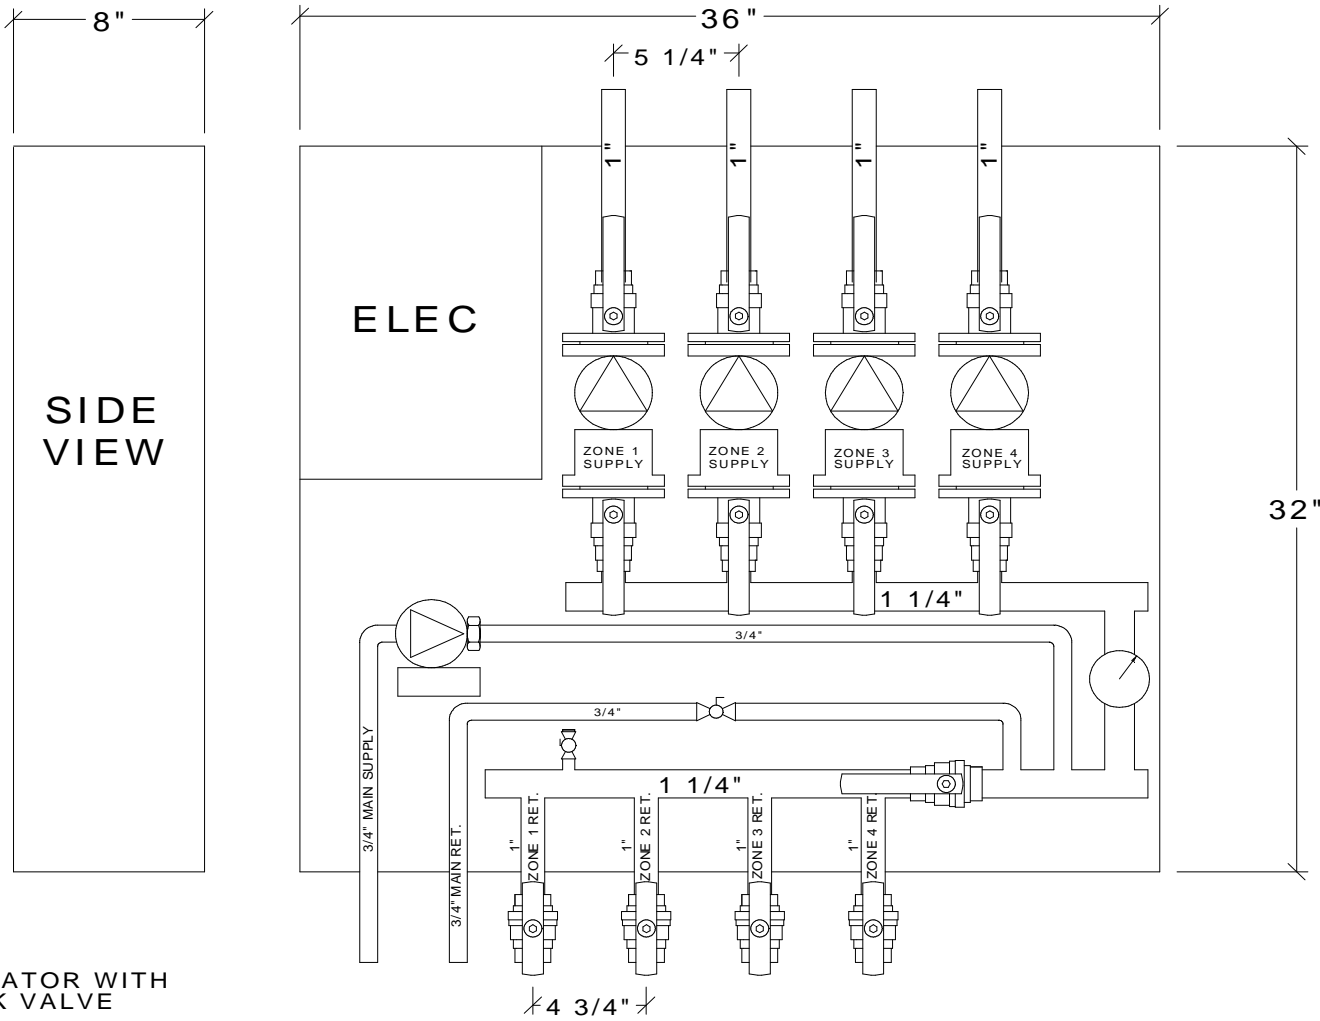 8"
36"
5 1/4"
1"
1"
1"
1"
ELEC
SIDE
VIEW
ZONE 1
SUPPLY
ZONE 2
SUPPLY
ZONE 3
SUPPLY
ZONE 4
SUPPLY
32"
1 1/4"
3/4"
3/4"
3/4" MAIN SUPPLY
3/4" MAIN RET.
1 1/4"
1"
ZONE 1 RET.
1"
ZONE 2 RET.
1"
ZONE 3 RET.
1"
ZONE 4 RET.
ATOR WITH
K VALVE
4 3/4"